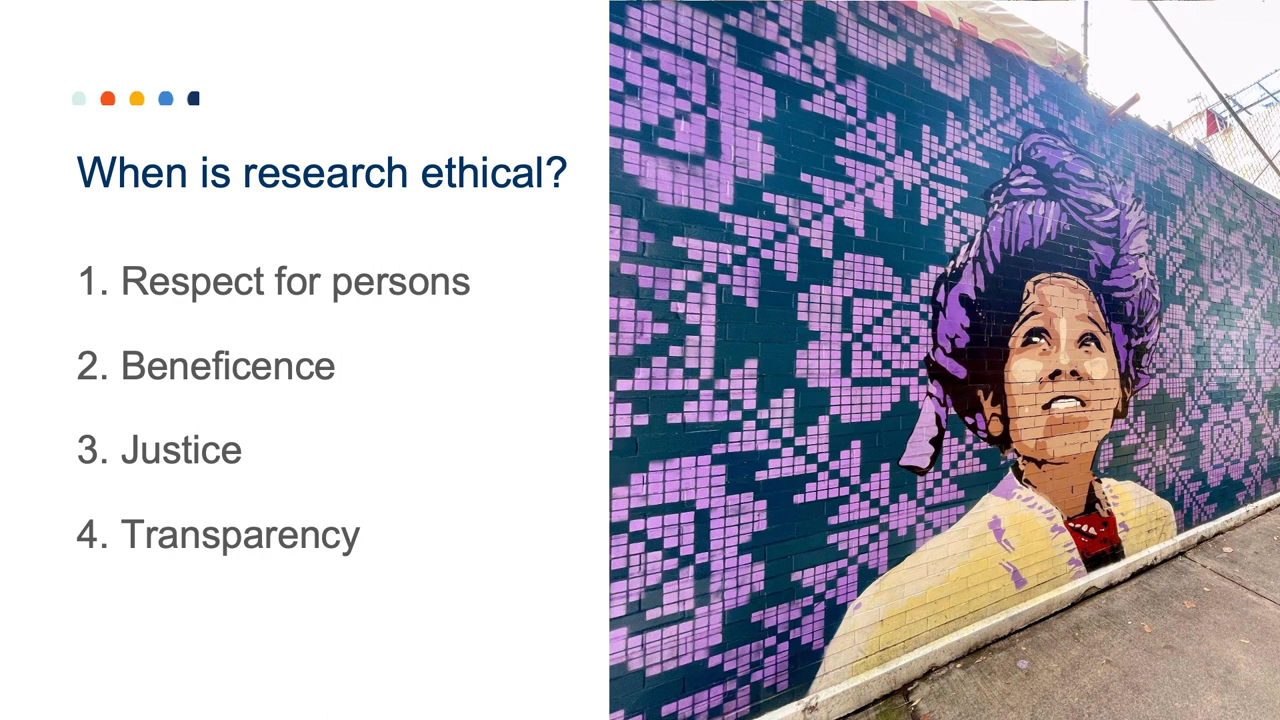 When is research ethical?
1. Respect for persons
2. Beneficence
3. Justice
4. Transparency